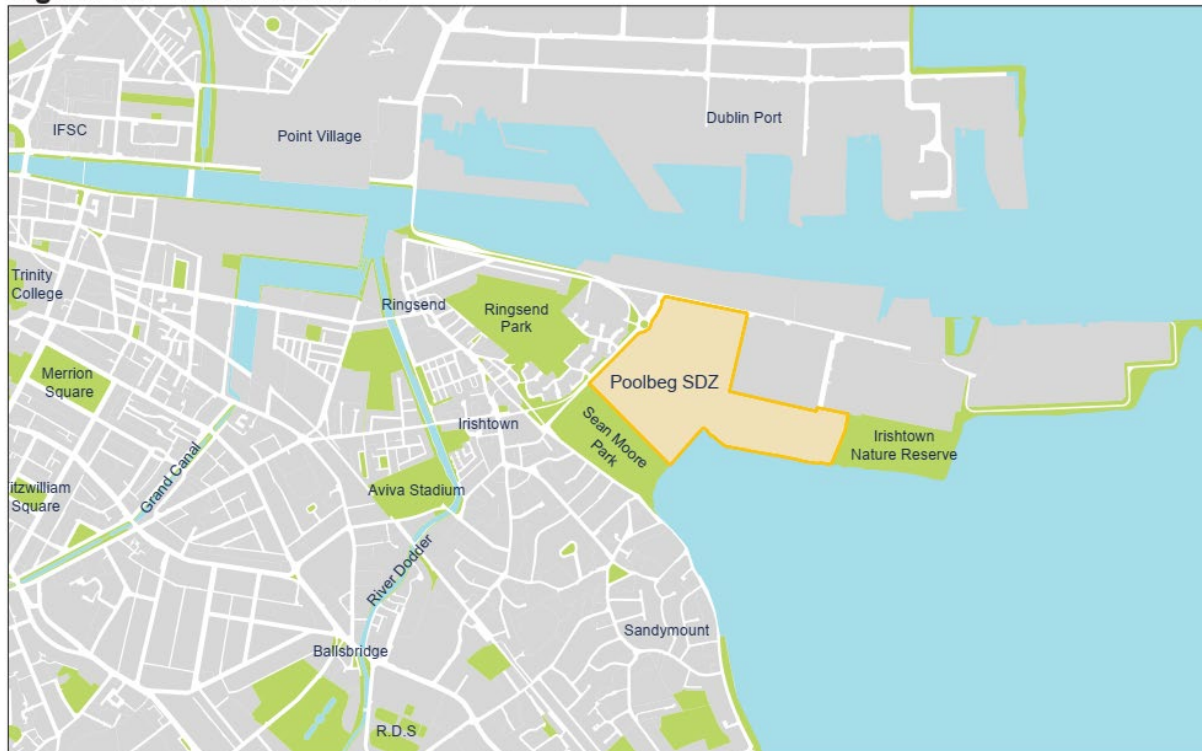 Dublin Port
IFSC
Point Village
Trinity
College
Ringsend
Ringsend
Park
Merrion
Square
Poolbeg SDZ
Irishtown
Sean Moore
Park
Irishtown
Nature Reserve
Grand Canal
Aviva Stadium
itzwilliam
Square
River Dodder
Sandymount
Ballsbridge
R.D.S